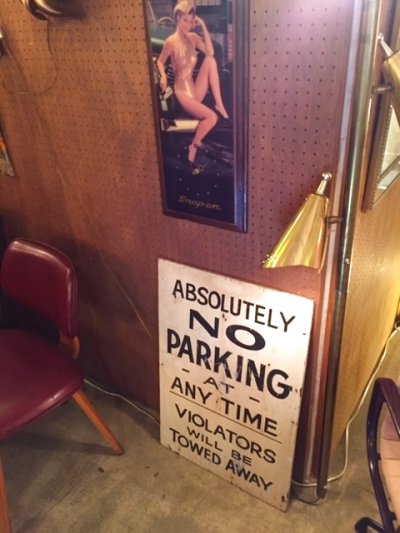 Snap-on
ABSOLUTELY
NO
PARKING
- AT -
ANY TIME
VIOLATORS
WILL BE
TOWED AWAY